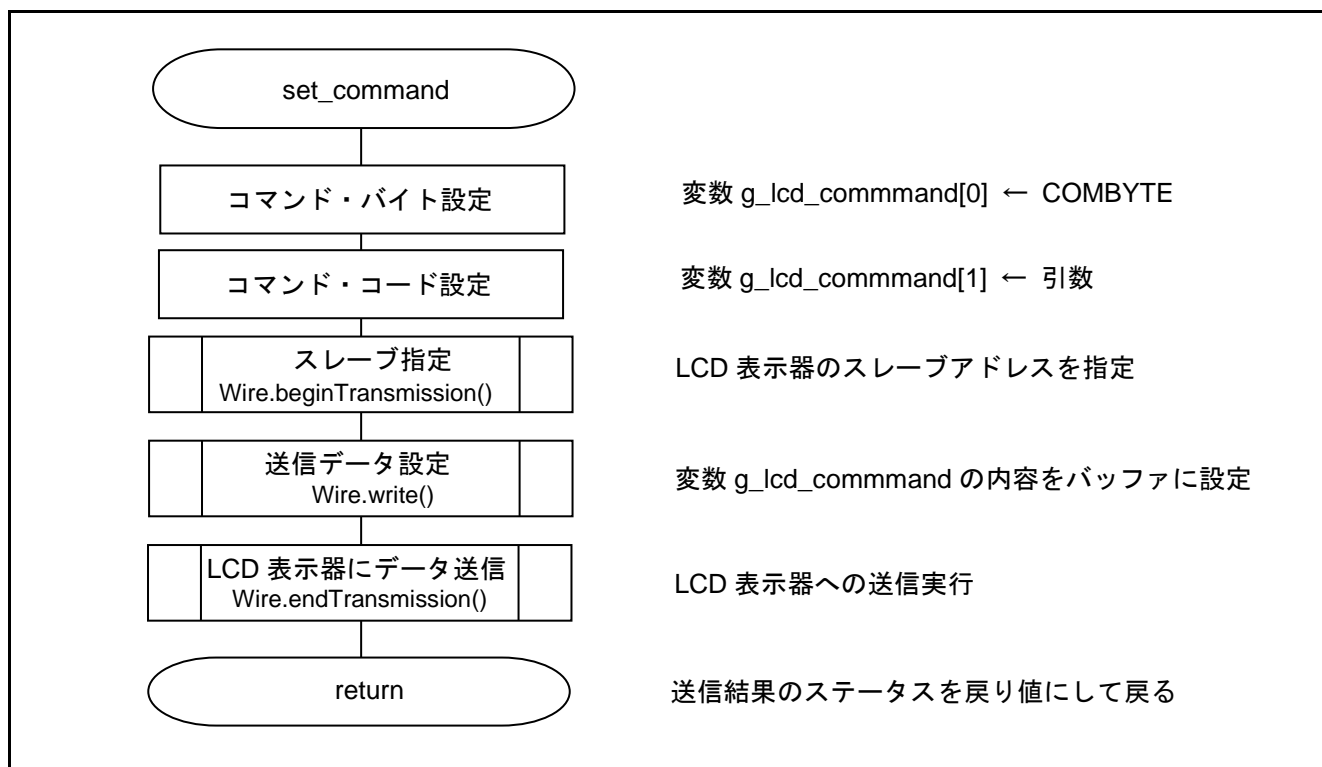 set_command
コマンド・バイト設定
変数 g_lcd_commmand[0] ← COMBYTE
コマンド・コード設定
変数 g_lcd_commmand[1] ← 引数
スレーブ指定
Wire.beginTransmission()
LCD 表示器のスレーブアドレスを指定
送信データ設定
Wire.write()
変数 g_lcd_commmand の内容をバッファに設定
LCD 表示器にデータ送信
Wire.endTransmission()
LCD 表示器への送信実行
return
送信結果のステータスを戻り値にして戻る